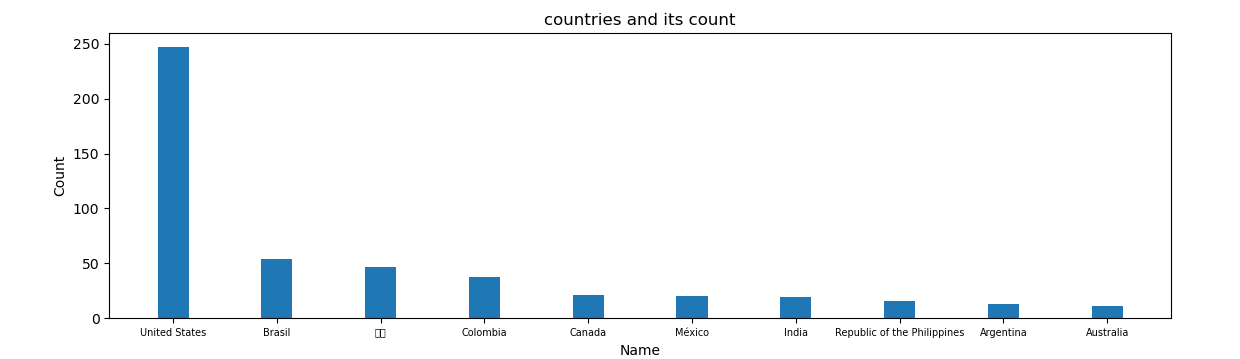 countries and its count
250
200
150
100
50
0
Count
United States Brasil Colombia Canada México India Republic of the Philippines Argentina Australia
Name